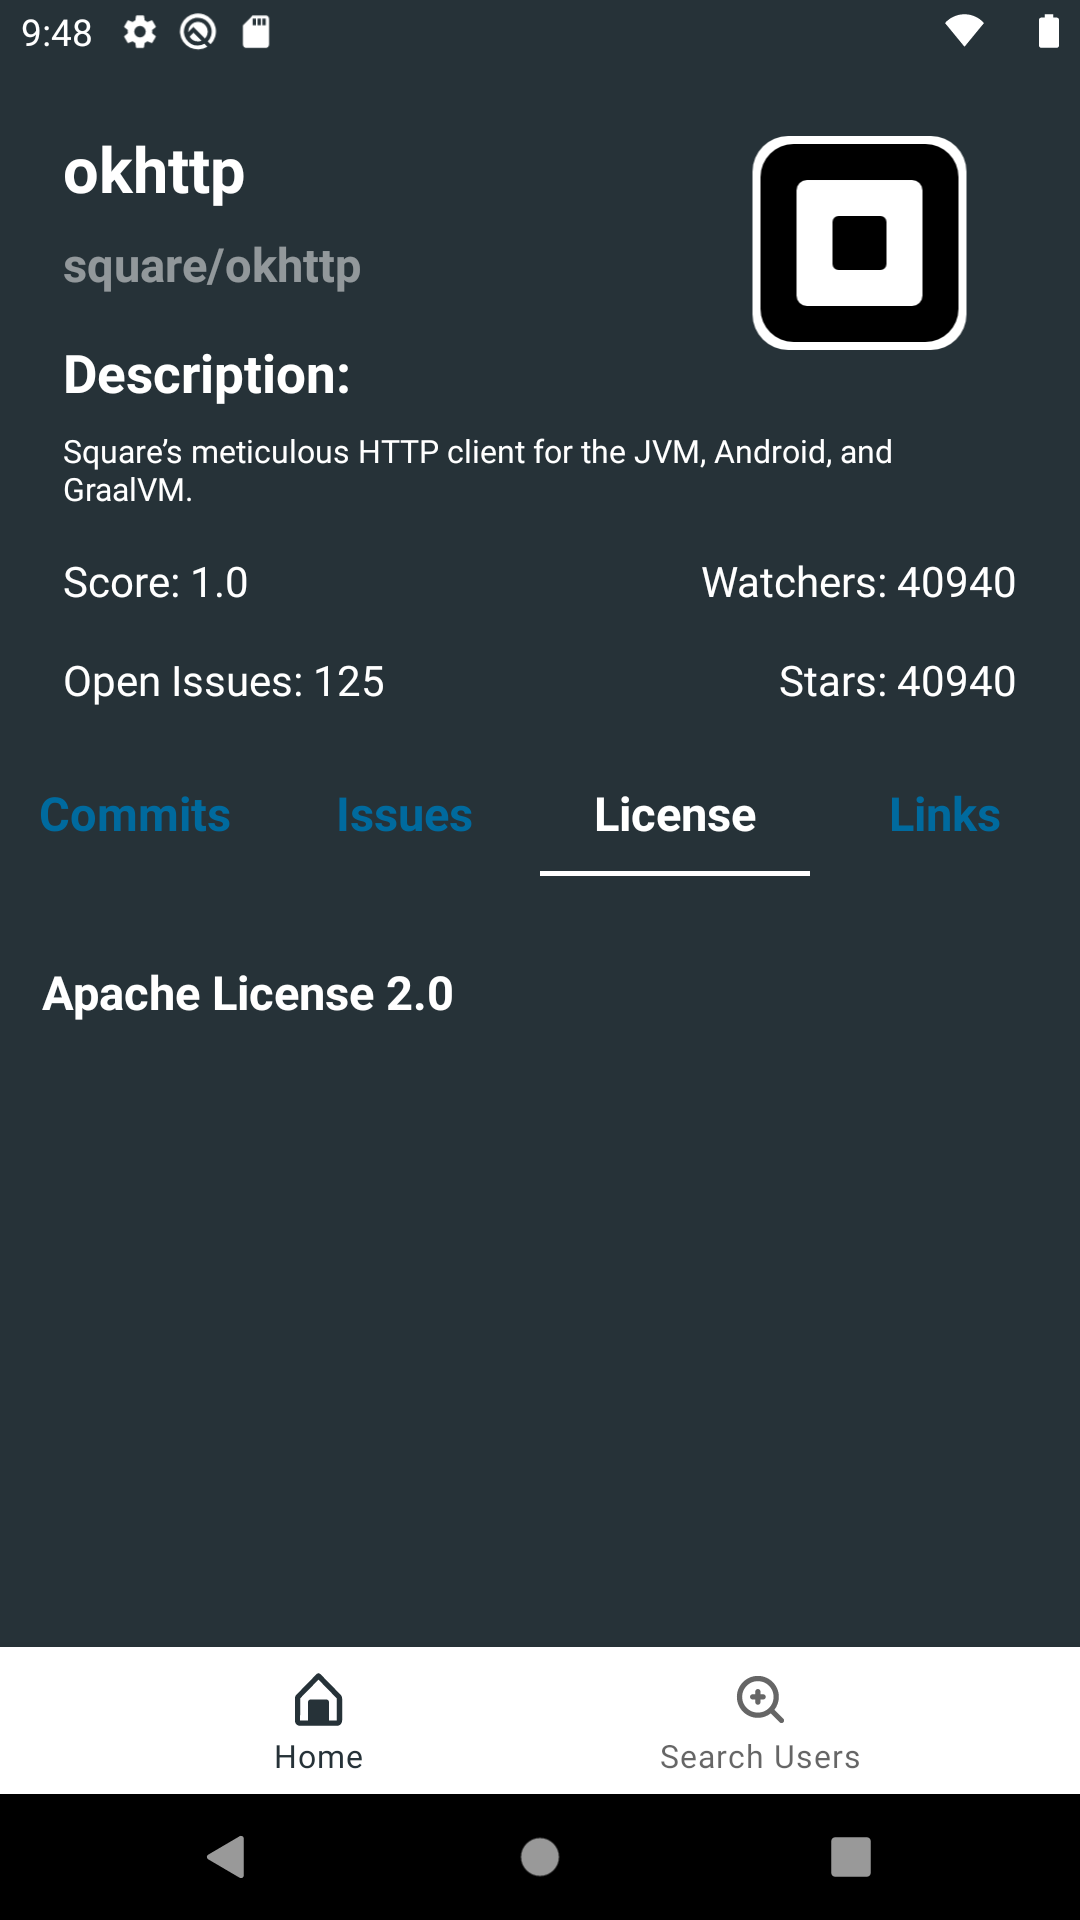 9:48
okhttp
square/okhttp
Description:
Square’s meticulous HTTP client for the JVM, Android, and
GraalVM.
Score: 1.0
Watchers: 40940
Open Issues: 125
Stars: 40940
Commits
Issues
License
Links
Apache License 2.0
Home
Search Users